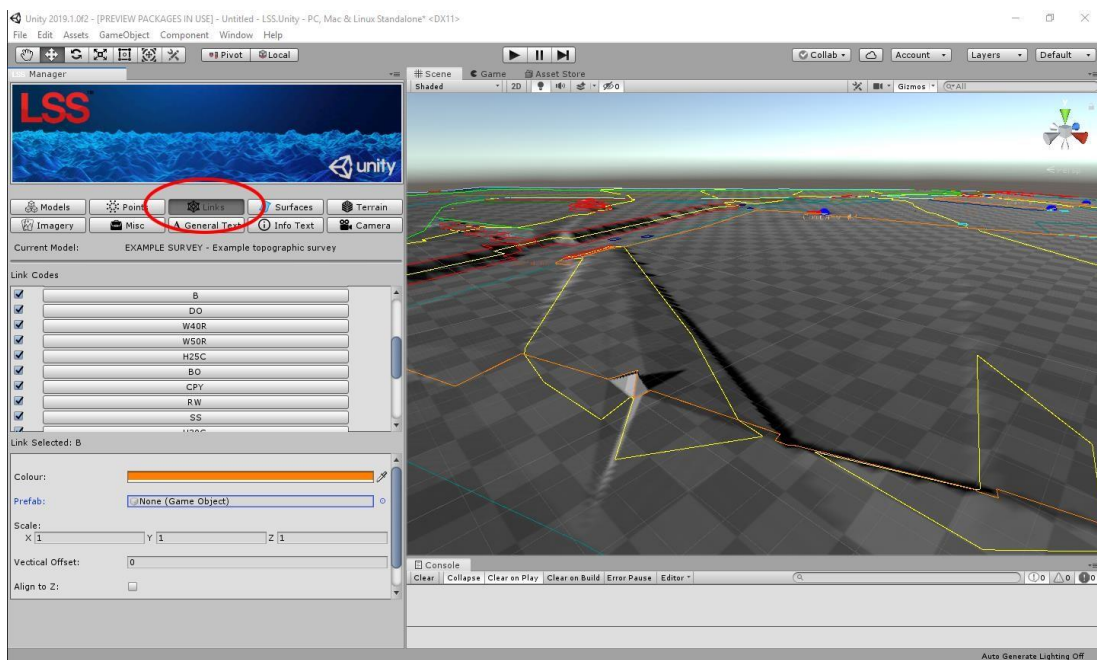 Unity 2019.1.0f2 - [PREVIEW PACKAGES IN USE] - Untitled - LSS.Unity - PC, Mac & Linux Standalone* <DX11>
File Edit Assets GameObject Component Window Help
Pivot Local Collab Account Layers Default
Manager
Scene Game Asset Store
Shaded 2D 0 Gizmos All
LSS
unity
Models Points Links Surfaces Terrain
Imagery Misc General Text Info Text Camera
Current Model: EXAMPLE SURVEY - Example topographic survey
Link Codes
B
DO
W40R
W50R
H25C
BO
CPY
RW
SS
Link Selected: B
Colour:
Prefab: None (Game Object)
Scale:
X 1 Y 1 Z 1
Vectical Offset: 0
Align to Z:
Console
Clear Collapse Clear on Play Clear on Build Error Pause Editor 0 0 0
Auto Generate Lighting Off